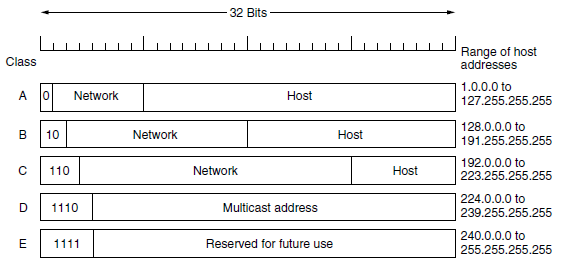 32 Bits
Class
Range of host
addresses
A 0 Network Host 1.0.0.0 to
127.255.255.255
B 10 Network Host 128.0.0.0 to
191.255.255.255
C 110 Network Host 192.0.0.0 to
223.255.255.255
D 1110 Multicast address 224.0.0.0 to
239.255.255.255
E 1111 Reserved for future use 240.0.0.0 to
255.255.255.255